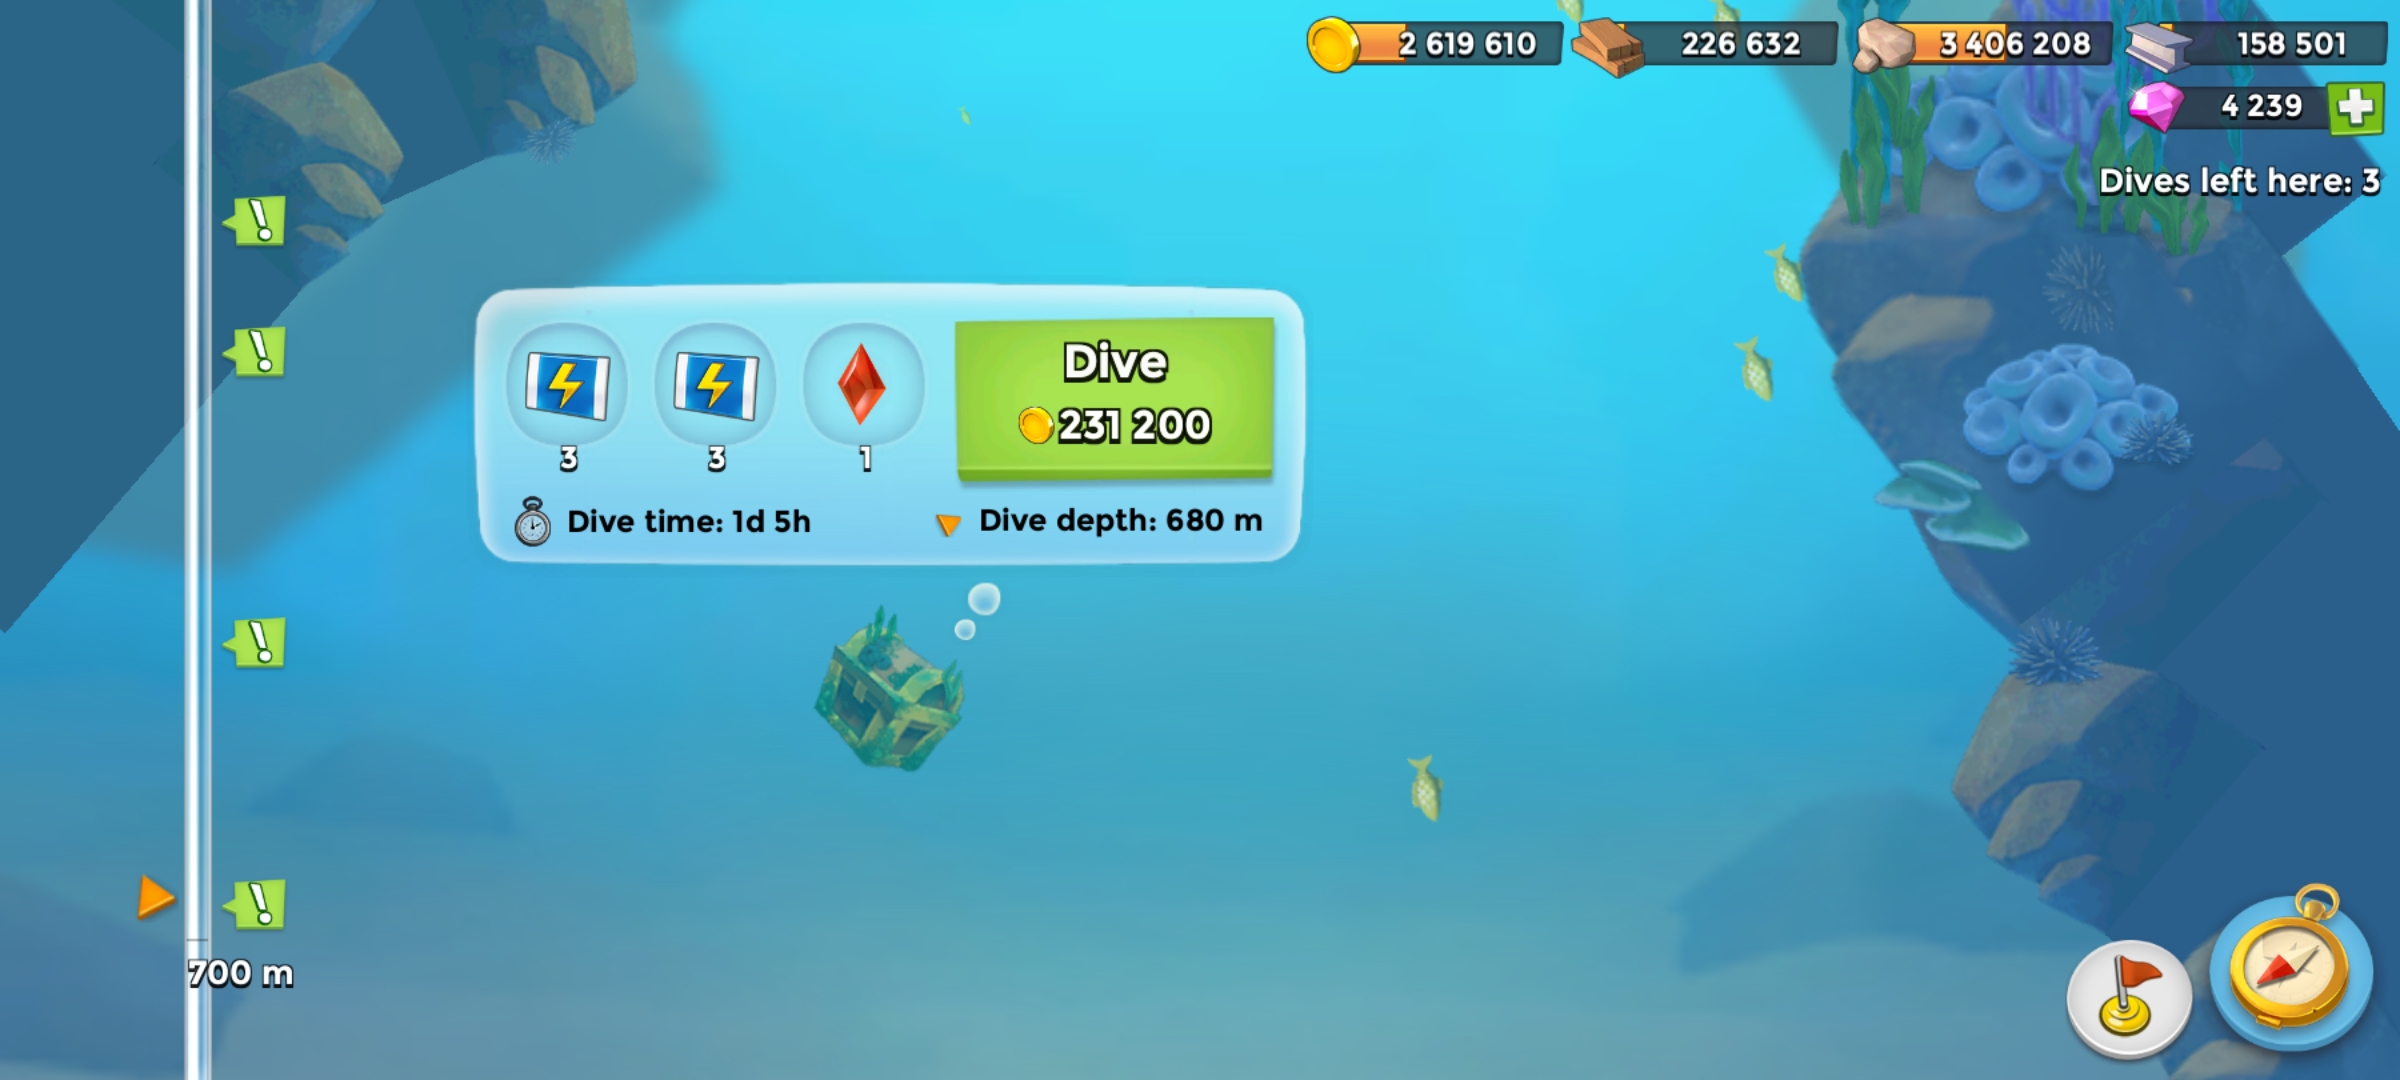 2 619 610
226 632
3 406 208
158 501
4 239
Dives left here: 3
3
3
1
Dive
231 200
Dive time: 1d 5h
Dive depth: 680 m
!
!
!
!
700 m